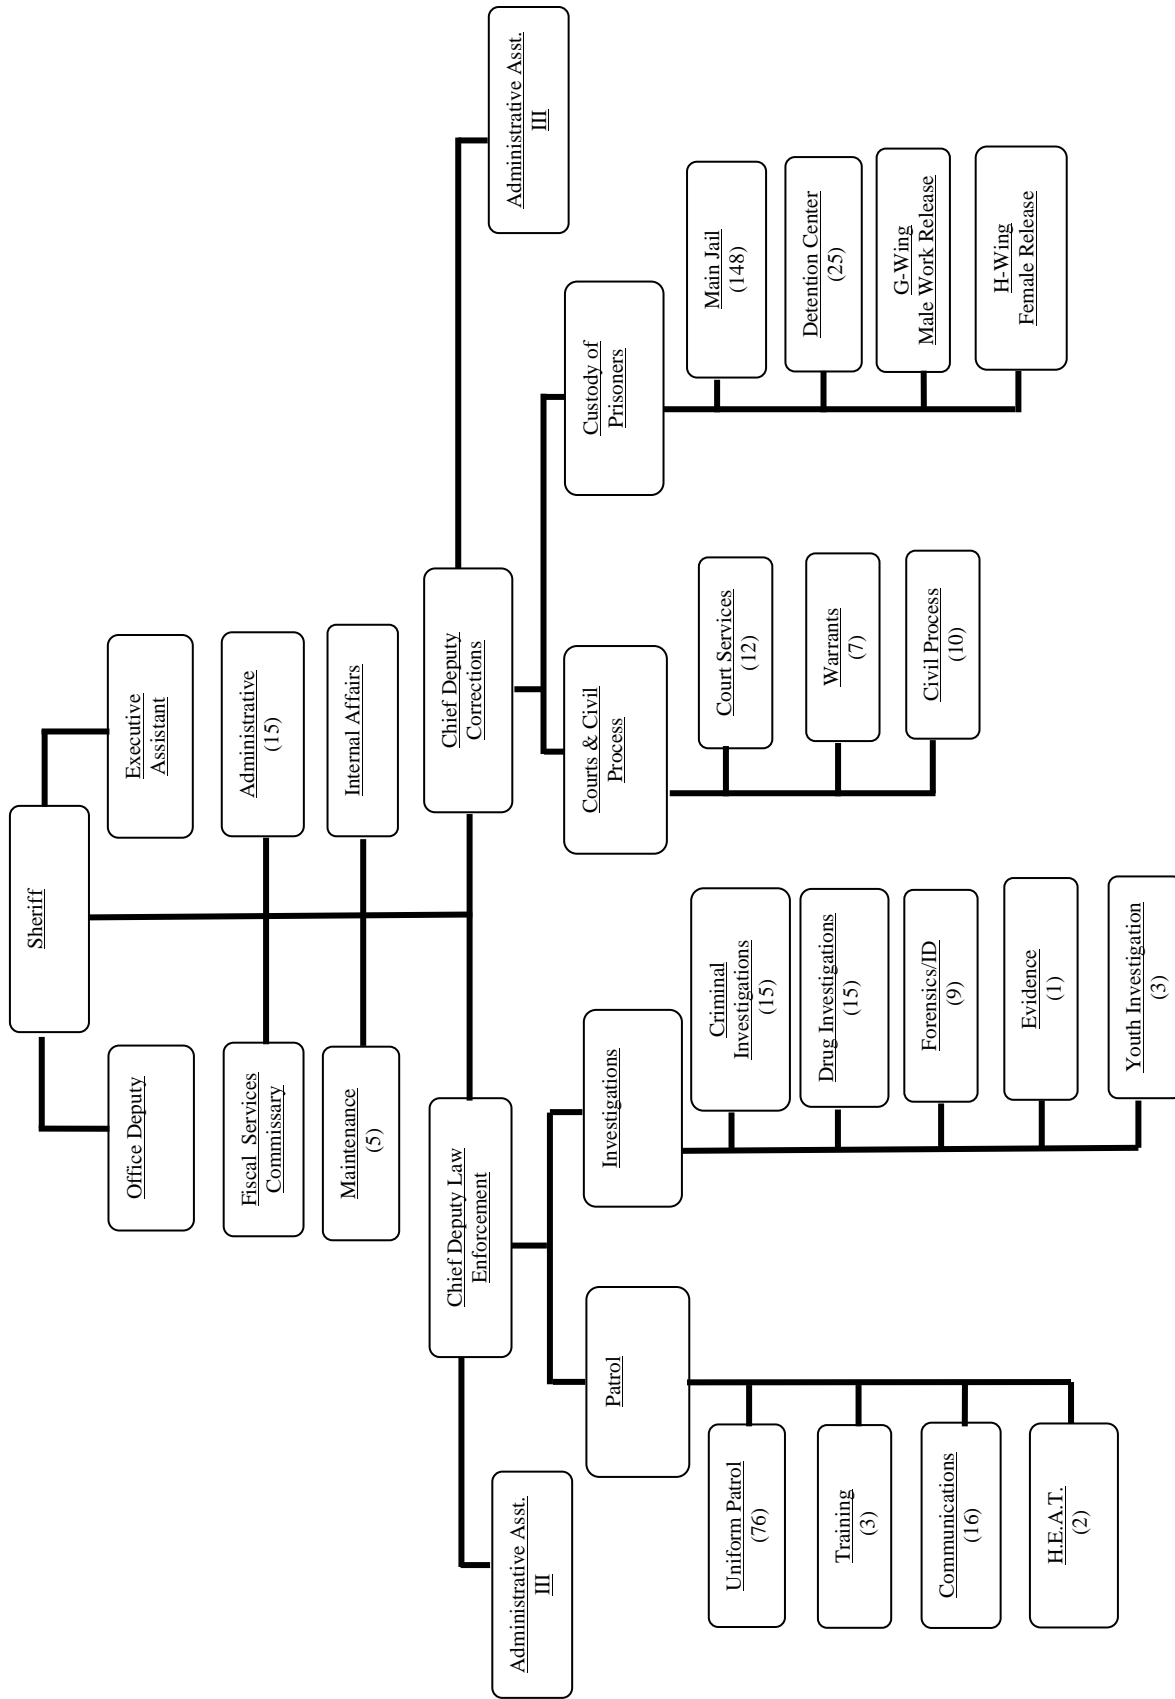 Sheriff
Office Deputy
Executive
Assistant
Fiscal  Services
Commissary
Administrative
(15)
Maintenance
(5)
Internal Affairs
Chief Deputy Law
Enforcement
Chief Deputy
Corrections
Administrative Asst.
III
Administrative Asst.
III
Patrol
Investigations
Courts & Civil
Process
Custody of
Prisoners
Uniform Patrol
(76)
Training
(3)
Communications
(16)
H.E.A.T.
(2)
Criminal
Investigations
(15)
Drug Investigations
(15)
Forensics/ID
(9)
Evidence
(1)
Youth Investigation
(3)
Court Services
(12)
Warrants
(7)
Civil Process
(10)
Main Jail
(148)
Detention Center
(25)
G-Wing
Male Work Release
H-Wing
Female Release